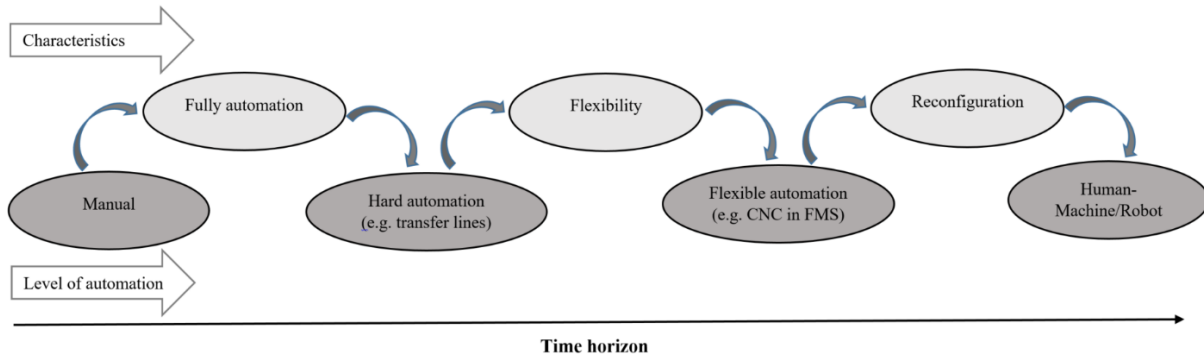 Characteristics
Fully automation
Flexibility
Reconfiguration
Manual
Hard automation
(e.g. transfer lines)
Flexible automation
(e.g. CNC in FMS)
Human-
Machine/Robot
Level of automation
Time horizon